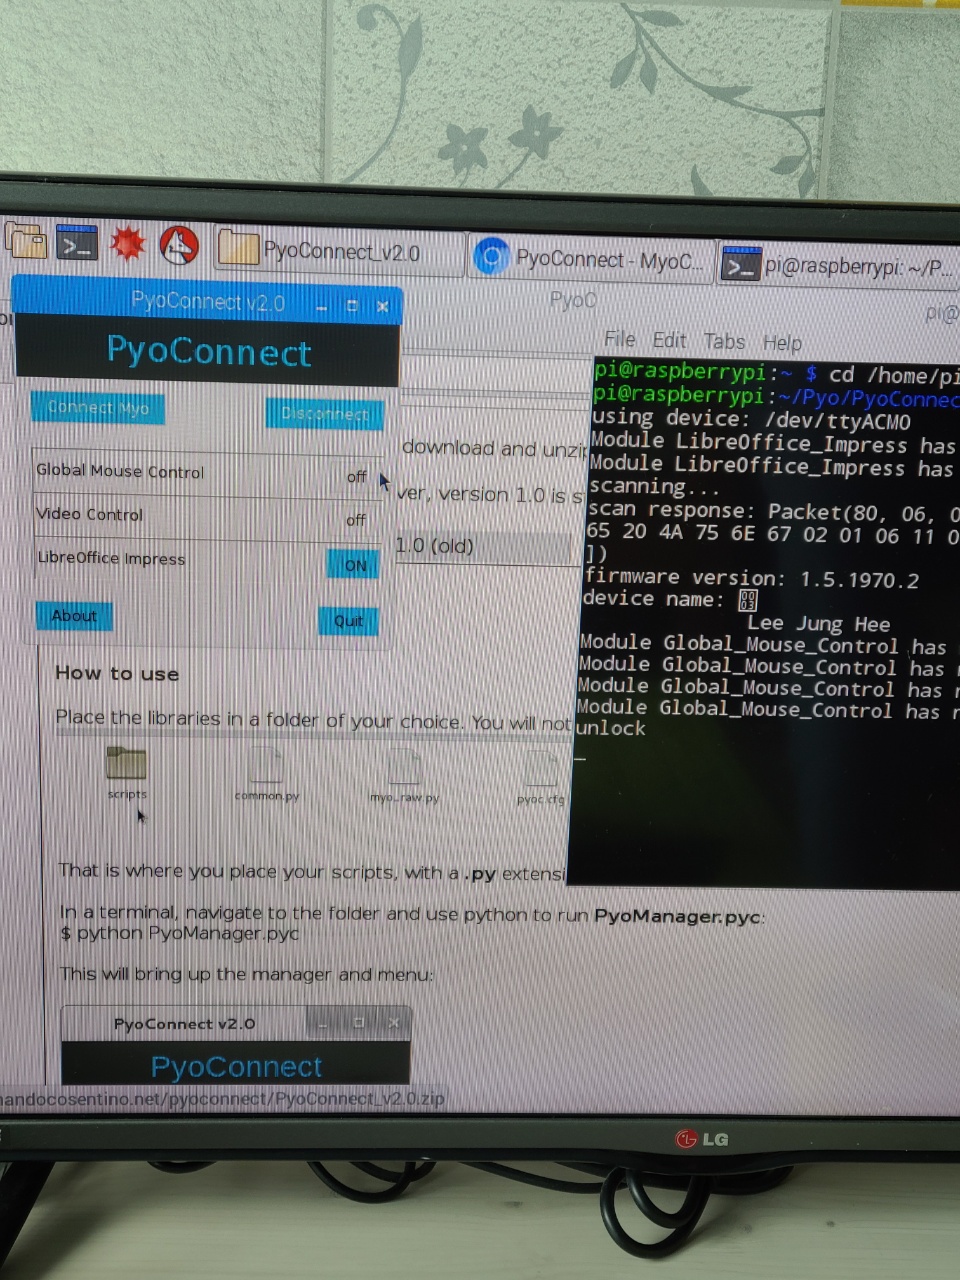 PyoConnect_v2.0
PyoConnect - MyoC...
pi@raspberrypi: ~/P...
PyoConnect v2.0
PyoC
pi@
PyoConnect
File Edit Tabs Help
Connect Myo
Disconnect
Global Mouse Control off
Video Control off
LibreOffice Impress ON
About
Quit
download and unzip
ver, version 1.0 is s
1.0 (old)
pi@raspberrypi:~ $ cd /home/pi
pi@raspberrypi:~/Pyo/PyoConnec
using device: /dev/ttyACM0
Module LibreOffice_Impress has
Module LibreOffice_Impress has
scanning...
scan response: Packet(80, 06, 0
65 20 4A 75 6E 67 02 01 06 11 0
])
firmware version: 1.5.1970.2
device name:
Lee Jung Hee
Module Global_Mouse_Control has
Module Global_Mouse_Control has
Module Global_Mouse_Control has
Module Global_Mouse_Control has
unlock
How to use
Place the libraries in a folder of your choice. You will not
scripts
common.py
myo_raw.py
pyoc.cfg
That is where you place your scripts, with a .py extensi
In a terminal, navigate to the folder and use python to run PyoManager.pyc:
$ python PyoManager.pyc
This will bring up the manager and menu:
PyoConnect v2.0
PyoConnect
nandocosentino.net/pyoconnect/PyoConnect_v2.0.zip
LG